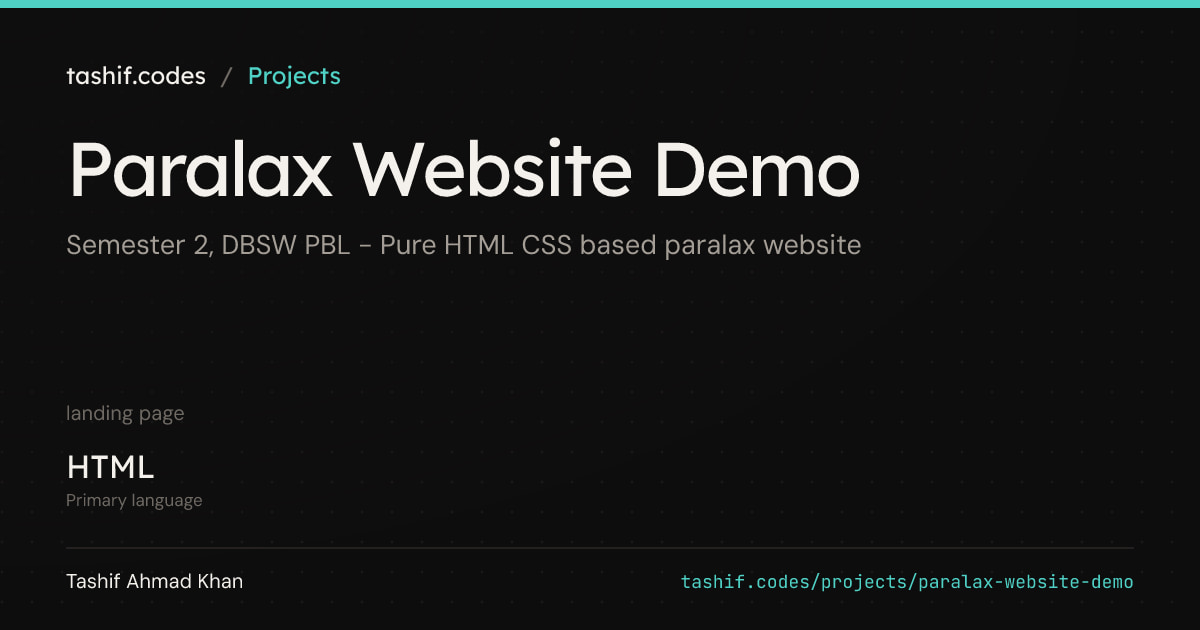 tashif.codes / Projects
Paralax Website Demo
Semester 2, DBSW PBL – Pure HTML CSS based paralax website
landing page
HTML
Primary language
Tashif Ahmad Khan
tashif.codes/projects/paralax-website-demo